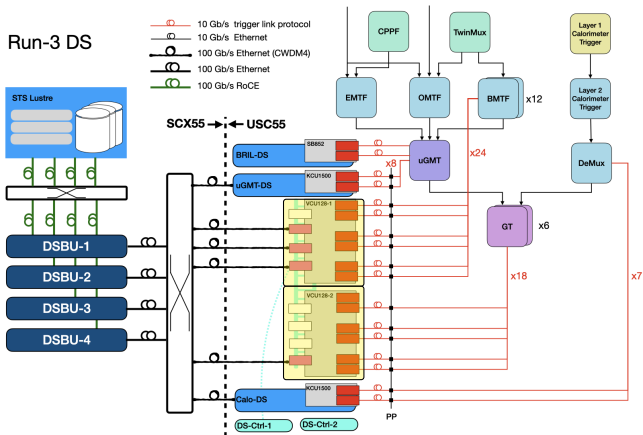 Run-3 DS
10 Gb/s trigger link protocol
10 Gb/s Ethernet
100 Gb/s Ethernet (CWDM4)
100 Gb/s Ethernet
100 Gb/s RoCE
CPPF
TwinMux
Layer 1
Calorimeter
Trigger
STS Lustre
EMTF
OMTF
BMTF
x12
Layer 2
Calorimeter
Trigger
SCX55
USC55
SB852
BRIL-DS
x8
x24
uGMT
DeMux
KCU1500
uGMT-DS
VCU128-1
GT
x6
DSBU-1
DSBU-2
DSBU-3
DSBU-4
x18
x7
VCU128-2
KCU1500
Calo-DS
PP
DS-Ctrl-1
DS-Ctrl-2